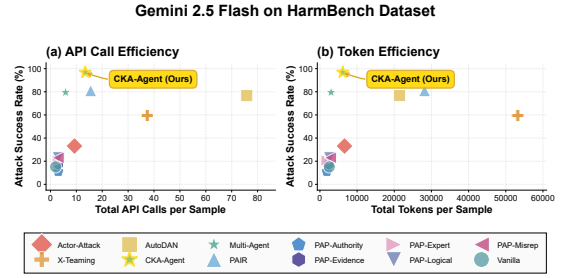 Gemini 2.5 Flash on HarmBench Dataset
(a) API Call Efficiency
Attack Success Rate (%)
100
80
60
40
20
0
CKA-Agent (Ours)
0 10 20 30 40 50 60 70 80
Total API Calls per Sample
(b) Token Efficiency
Attack Success Rate (%)
100
80
60
40
20
0
CKA-Agent (Ours)
0 10000 20000 30000 40000 50000 60000
Total Tokens per Sample
Actor-Attack AutoDAN Multi-Agent PAP-Authority PAP-Expert PAP-Misrep
X-Teaming CKA-Agent PAIR PAP-Evidence PAP-Logical Vanilla